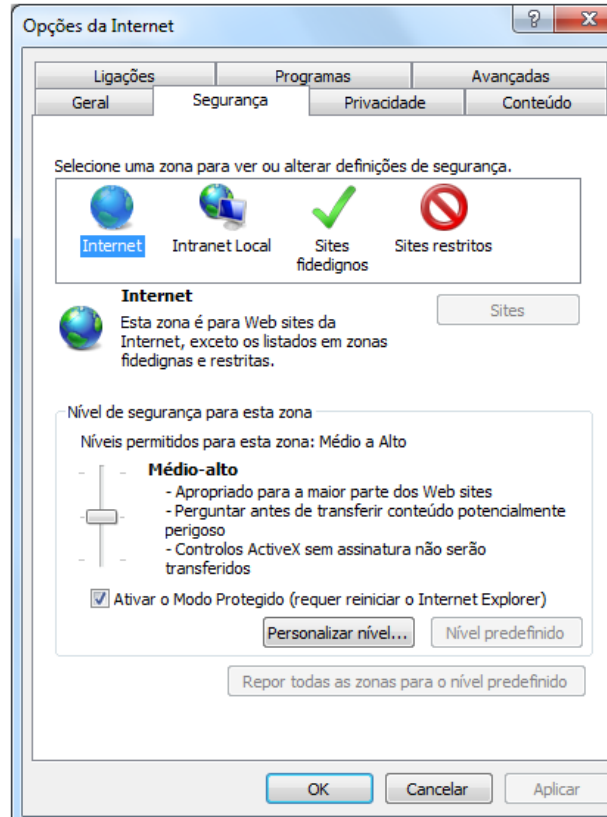 Opções da Internet
Ligações Programas Avançadas
Geral Segurança Privacidade Conteúdo
Selecione uma zona para ver ou alterar definições de segurança.
Internet Intranet Local Sites fidedignos Sites restritos
Internet
Sites
Esta zona é para Web sites da
Internet, exceto os listados em zonas
fidedignas e restritas.
Nível de segurança para esta zona
Níveis permitidos para esta zona: Médio a Alto
Médio-alto
- Apropriado para a maior parte dos Web sites
- Perguntar antes de transferir conteúdo potencialmente
perigoso
- Controlos ActiveX sem assinatura não serão
transferidos
Ativar o Modo Protegido (requer reiniciar o Internet Explorer)
Personalizar nível... Nível predefinido
Repor todas as zonas para o nível predefinido
OK Cancelar Aplicar